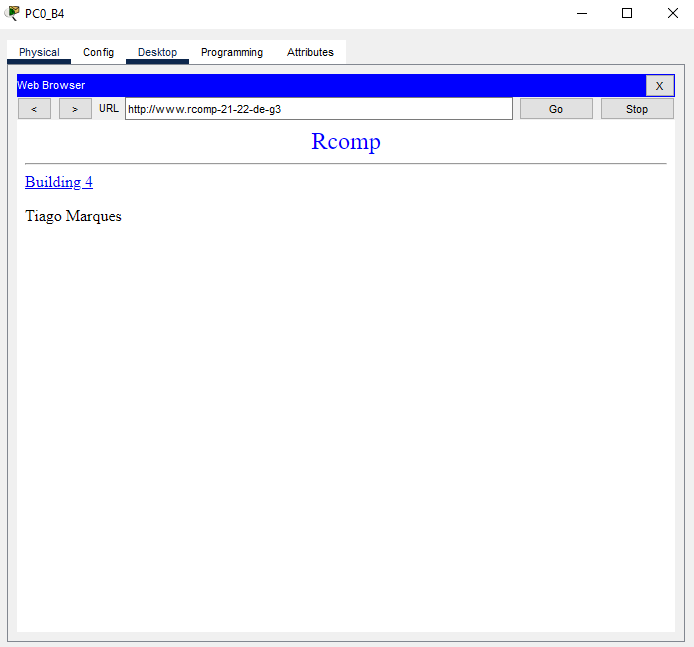 PC0_B4
Physical Config Desktop Programming Attributes
Web Browser X
< > URL http://www.rcomp-21-22-de-g3 Go Stop
Rcomp
Building 4
Tiago Marques